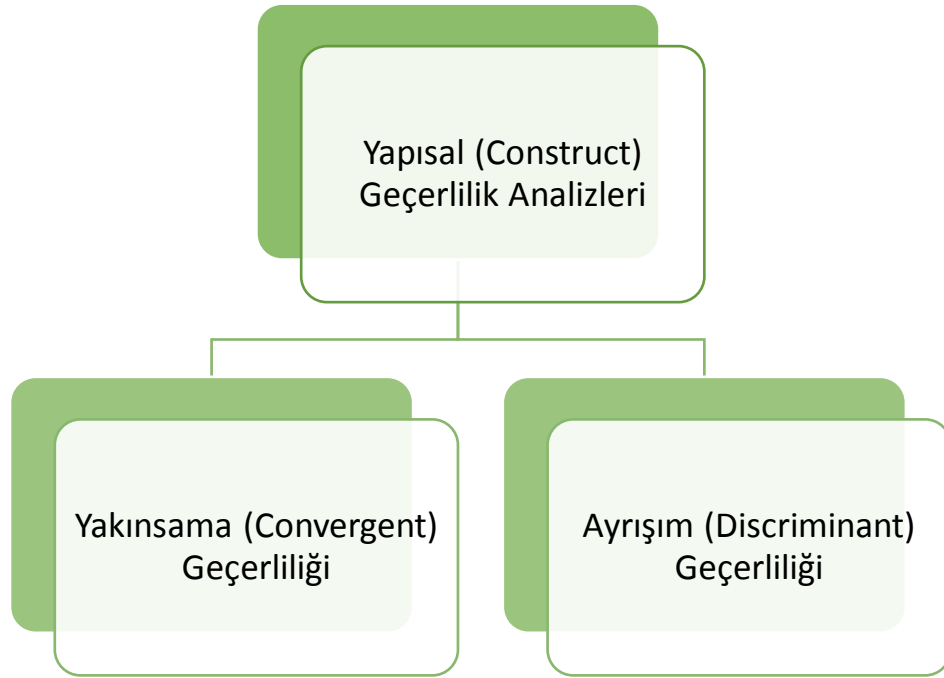 Yapısal (Construct)
Geçerlilik Analizleri
Yakınsama (Convergent)
Geçerliliği
Ayrışım (Discriminant)
Geçerliliği